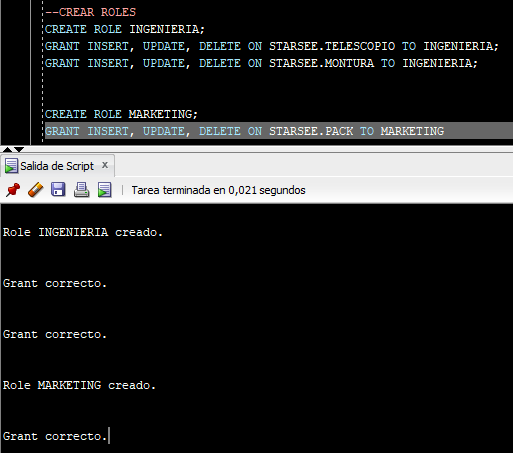 --CREAR ROLES
CREATE ROLE INGENIERIA;
GRANT INSERT, UPDATE, DELETE ON STARSEE.TELESCOPIO TO INGENIERIA;
GRANT INSERT, UPDATE, DELETE ON STARSEE.MONTURA TO INGENIERIA;
CREATE ROLE MARKETING;
GRANT INSERT, UPDATE, DELETE ON STARSEE.PACK TO MARKETING
Salida de Script x
Tarea terminada en 0,021 segundos
Role INGENIERIA creado.
Grant correcto.
Grant correcto.
Role MARKETING creado.
Grant correcto.